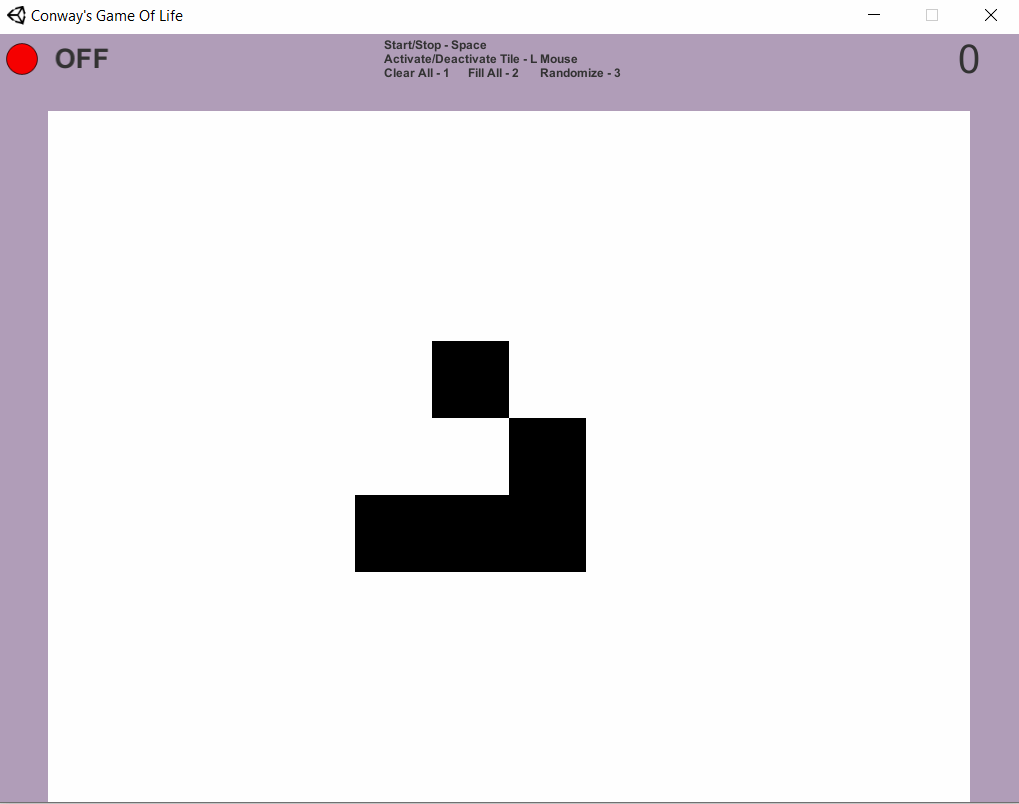 Conway's Game Of Life
OFF
Start/Stop - Space
Activate/Deactivate Tile - L Mouse
Clear All - 1 Fill All - 2 Randomize - 3
0